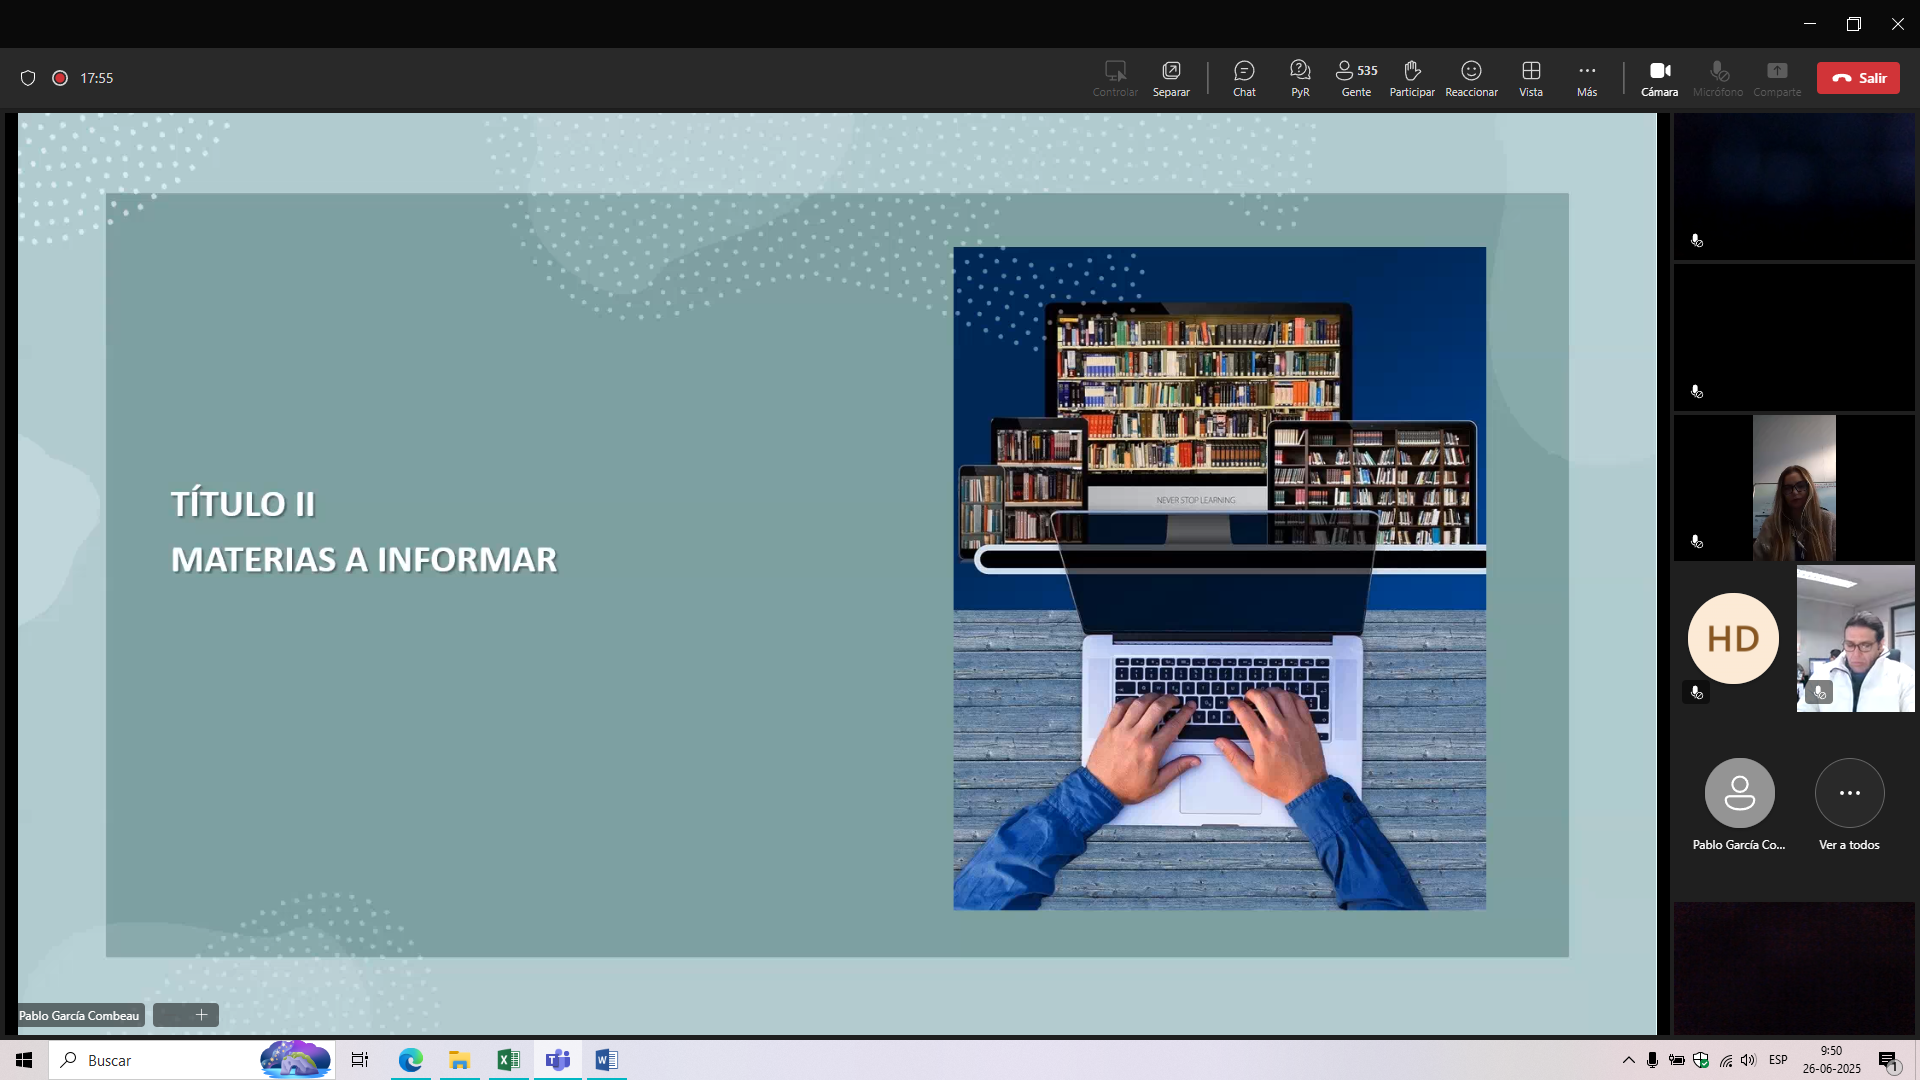 17:55
Controlar
Separar
Chat
PyR
535
Gente
Participar
Reaccionar
Vista
Más
Cámara
Micrófono
Comparte
Salir
TÍTULO II
MATERIAS A INFORMAR
NEVER STOP LEARNING
HD
Pablo García Co...
Ver a todos
Pablo García Combeau
Buscar
ESP
9:50
26-06-2025
1